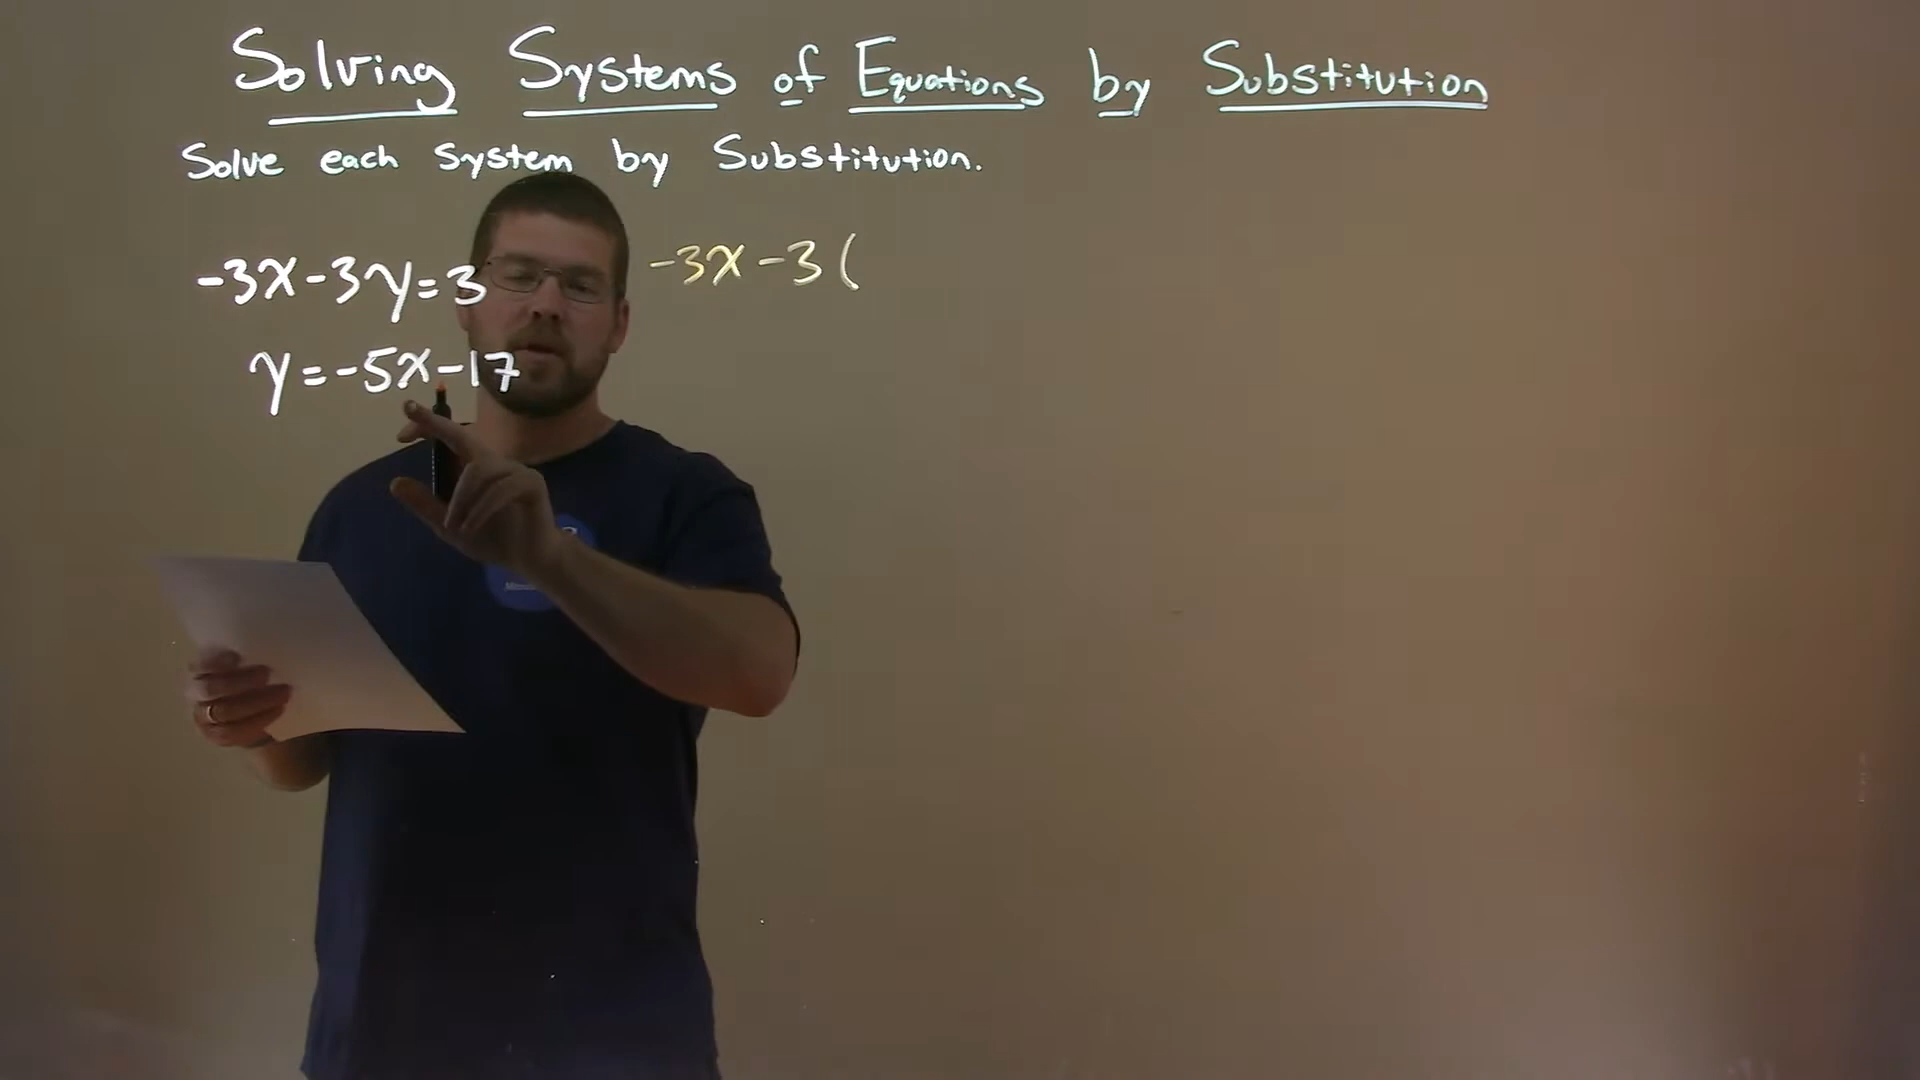 Solving Systems of Equations by Substitution
Solve each system by Substitution.
-3x-3y=3
-3x-3(
y=-5x-17